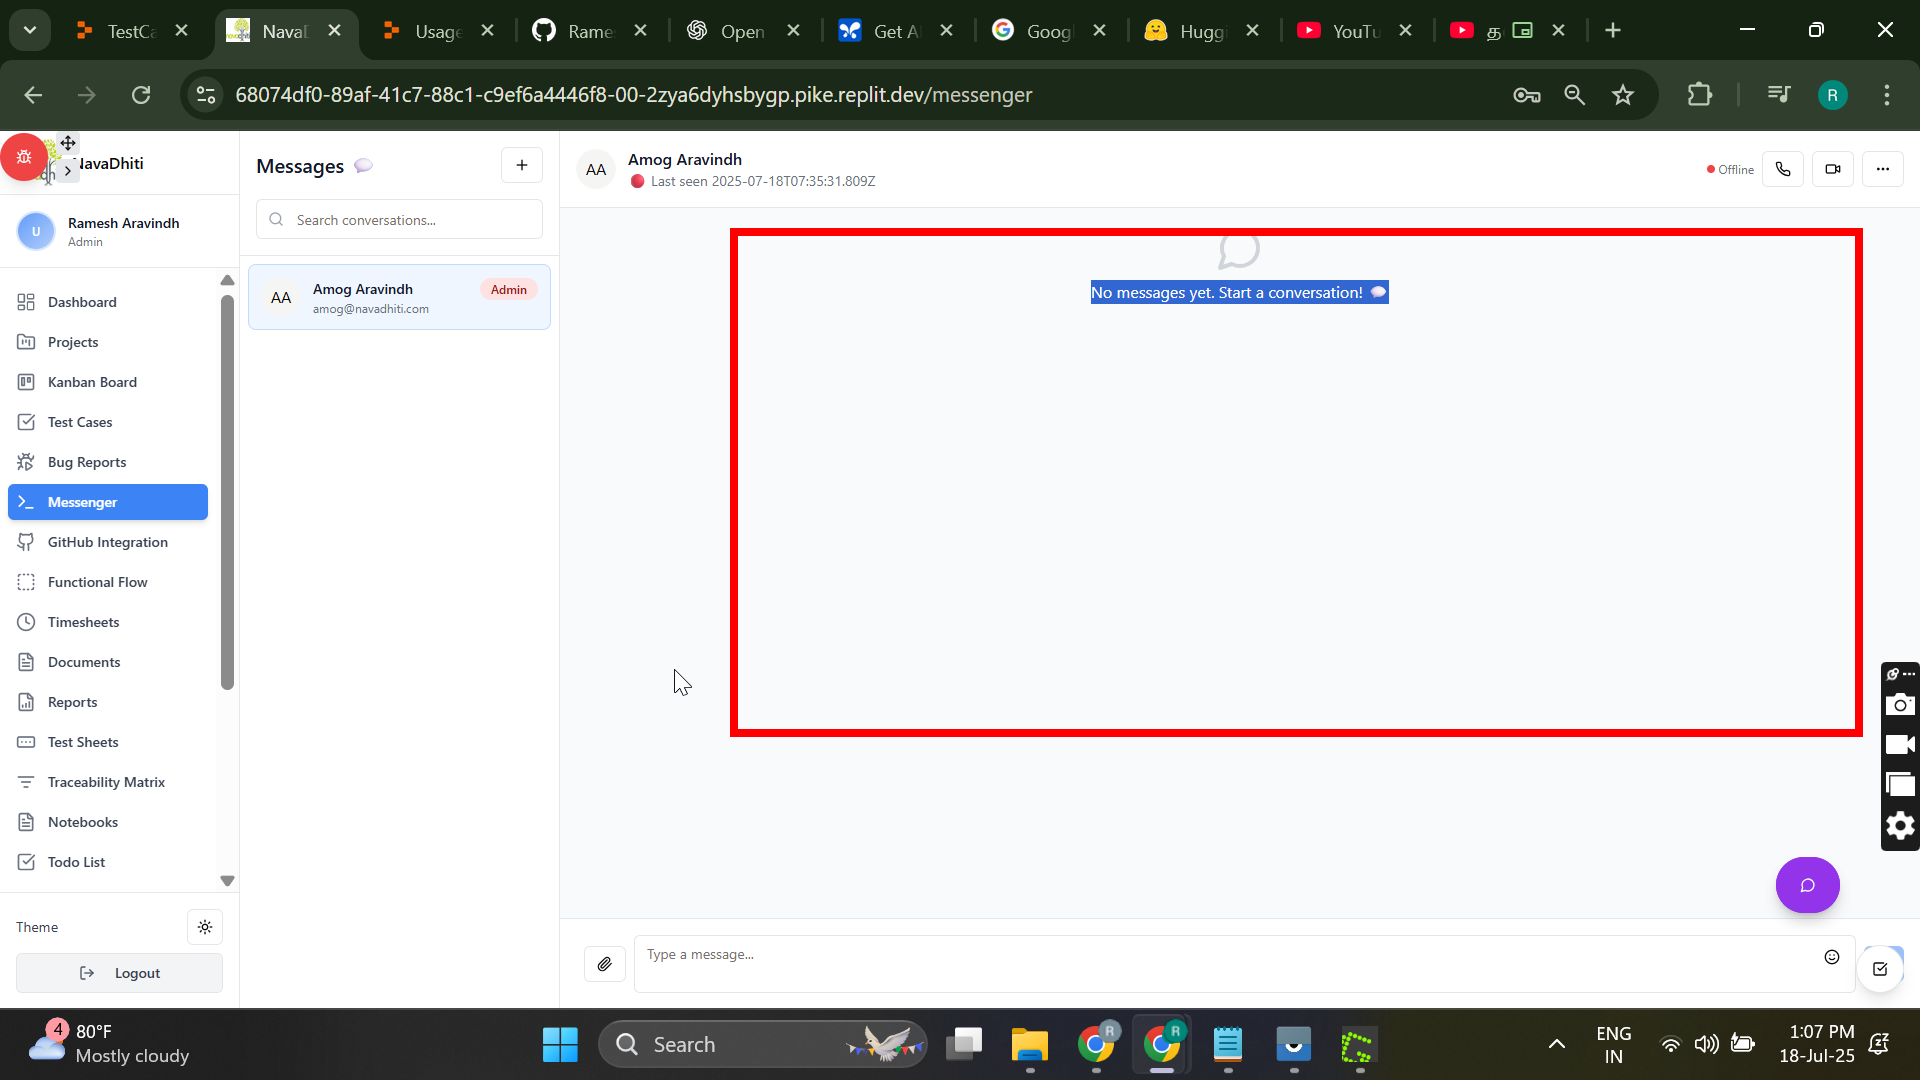 TestCa
NavaD
Usage
Rame
Open
Get A
Goog
Hugg
YouTu
த
68074df0-89af-41c7-88c1-c9ef6a4446f8-00-2zya6dyhsbygp.pike.replit.dev/messenger
R
NavaDhiti
U
Ramesh Aravindh
Admin
Dashboard
Projects
Kanban Board
Test Cases
Bug Reports
Messenger
GitHub Integration
Functional Flow
Timesheets
Documents
Reports
Test Sheets
Traceability Matrix
Notebooks
Todo List
Theme
Logout
Messages
Search conversations...
AA
Amog Aravindh
Admin
amog@navadhiti.com
AA
Amog Aravindh
Last seen 2025-07-18T07:35:31.809Z
Offline
No messages yet. Start a conversation!
Type a message...
4
80°F
Mostly cloudy
Search
R
R
ENG
IN
1:07 PM
18-Jul-25